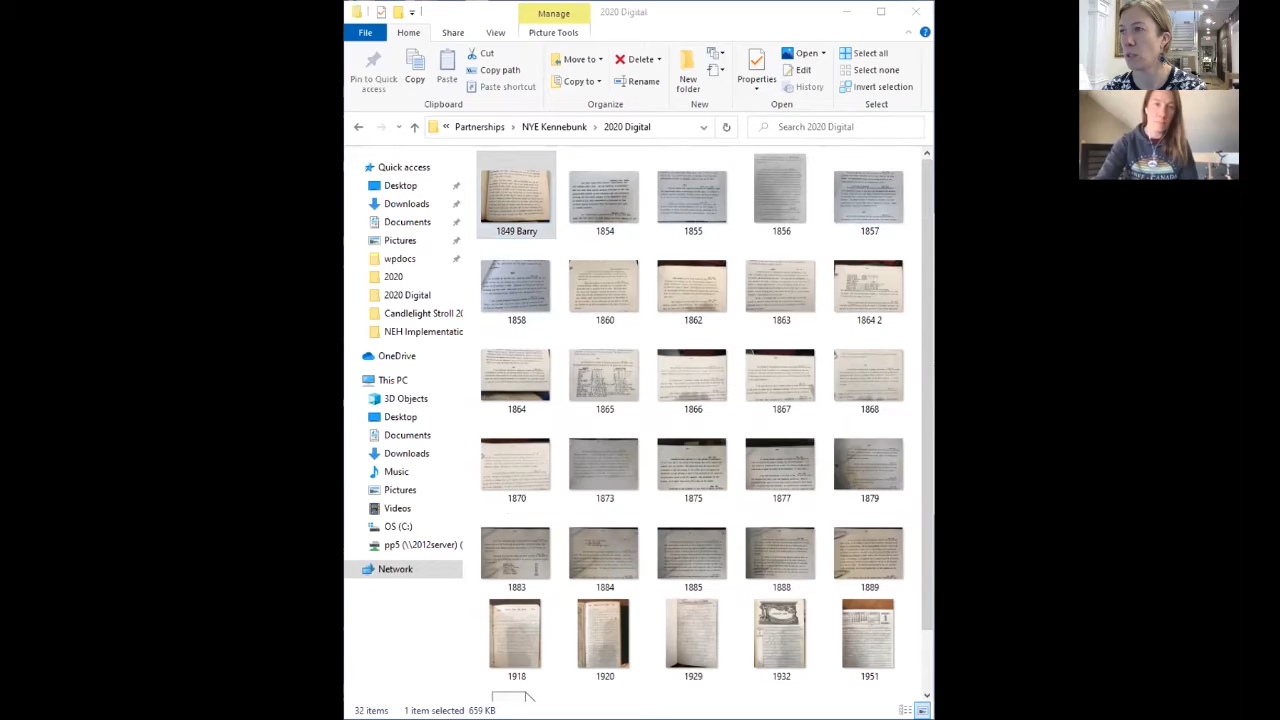 Manage 2020 Digital
File Home Share View Picture Tools
Pin to Quick access
Copy
Paste
Cut
Copy path
Paste shortcut
Clipboard
Move to
Copy to
Delete
Rename
Organize
New folder
New
Properties
Open
Edit
History
Open
Select all
Select none
Invert selection
Select
« Partnerships > NYE Kennebunk > 2020 Digital
Search 2020 Digital
Quick access
Desktop
Downloads
Documents
Pictures
wpdocs
2020
2020 Digital
Candlelight Stroll 20
NEH Implementatic
OneDrive
This PC
3D Objects
Desktop
Documents
Downloads
Music
Pictures
Videos
OS (C:)
pp5 (\\2012server) (
Network
1849 Barry 1854 1855 1856 1857
1858 1860 1862 1863 1864 2
1864 1865 1866 1867 1868
1870 1873 1875 1877 1879
1883 1884 1885 1888 1889
1918 1920 1929 1932 1951
32 items 1 item selected 659 KB